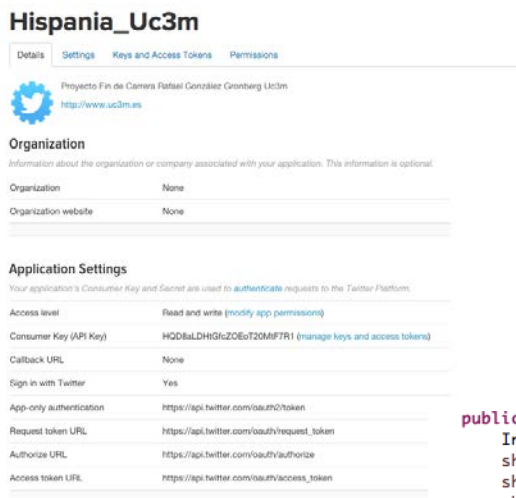 Hispania_Uc3m
Details Settings Keys and Access Tokens Permissions
Proyecto Fin de Carrera Rafael González Gronberg Uc3m
http://www.uc3m.es
Organization
Information about the organization or company associated with your application. This information is optional.
Organization None
Organization website None
Application Settings
Your application's Consumer Key and Secret are used to authenticate requests to the Twitter Platform.
Access level Read and write (modify app permissions)
Consumer Key (API Key) (manage keys and access tokens)
Callback URL None
Sign in with Twitter Yes
App-only authentication https://api.twitter.com/oauth2/token
Request token URL https://api.twitter.com/oauth/request_token
Authorize URL https://api.twitter.com/oauth/authorize
Access token URL https://api.twitter.com/oauth/access_token
public
sh
sh